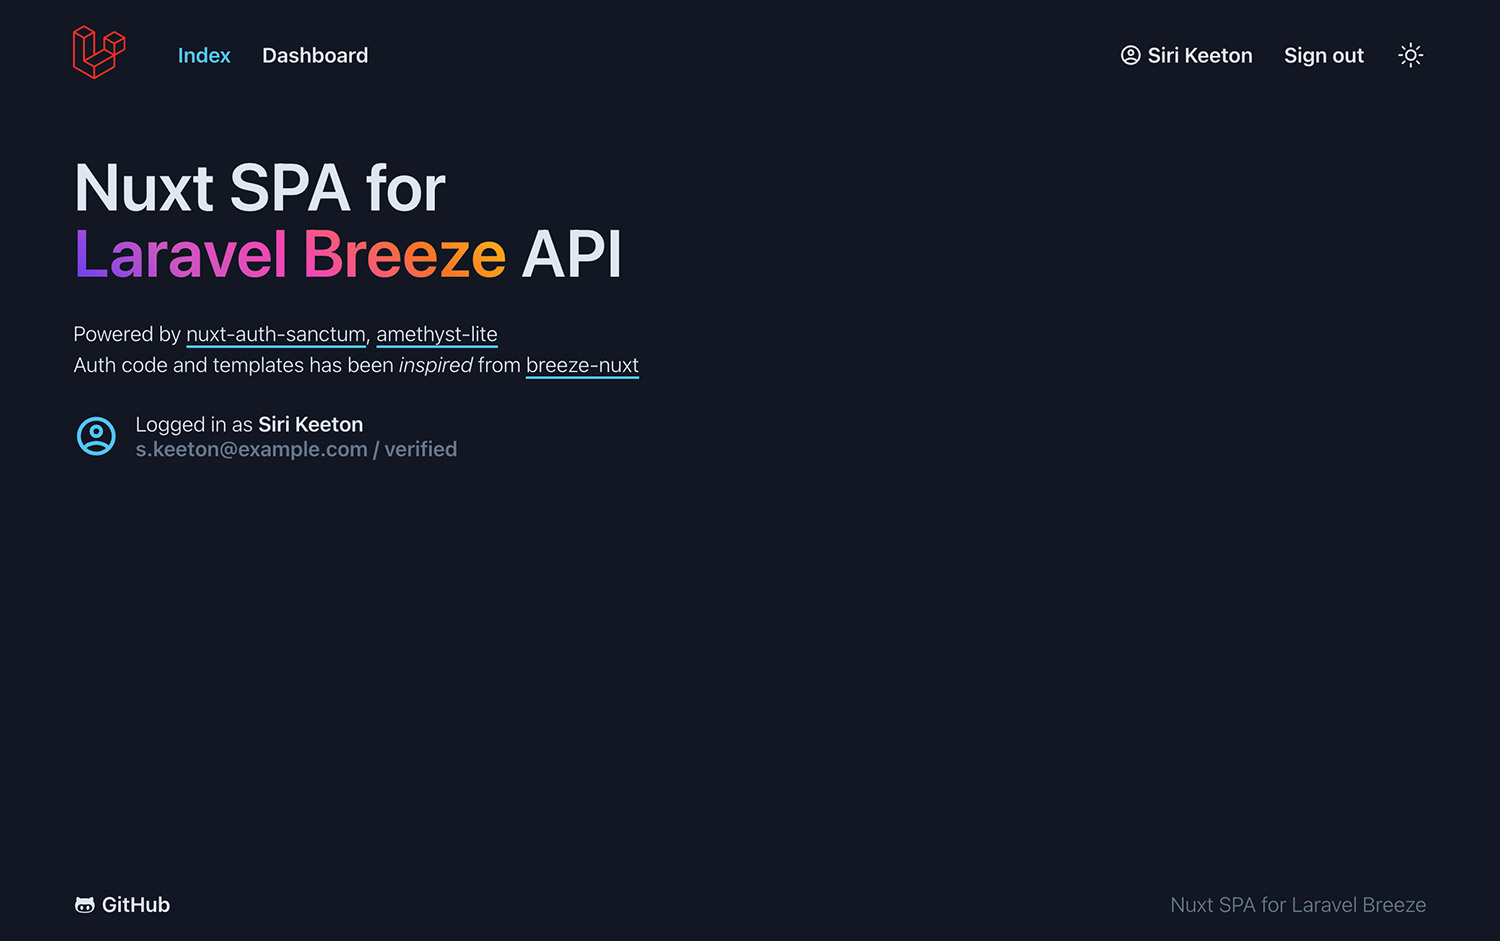 Index Dashboard Siri Keeton Sign out
Nuxt SPA for
Laravel Breeze API
Powered by nuxt-auth-sanctum, amethyst-lite
Auth code and templates has been inspired from breeze-nuxt
Logged in as Siri Keeton
s.keeton@example.com / verified
GitHub Nuxt SPA for Laravel Breeze